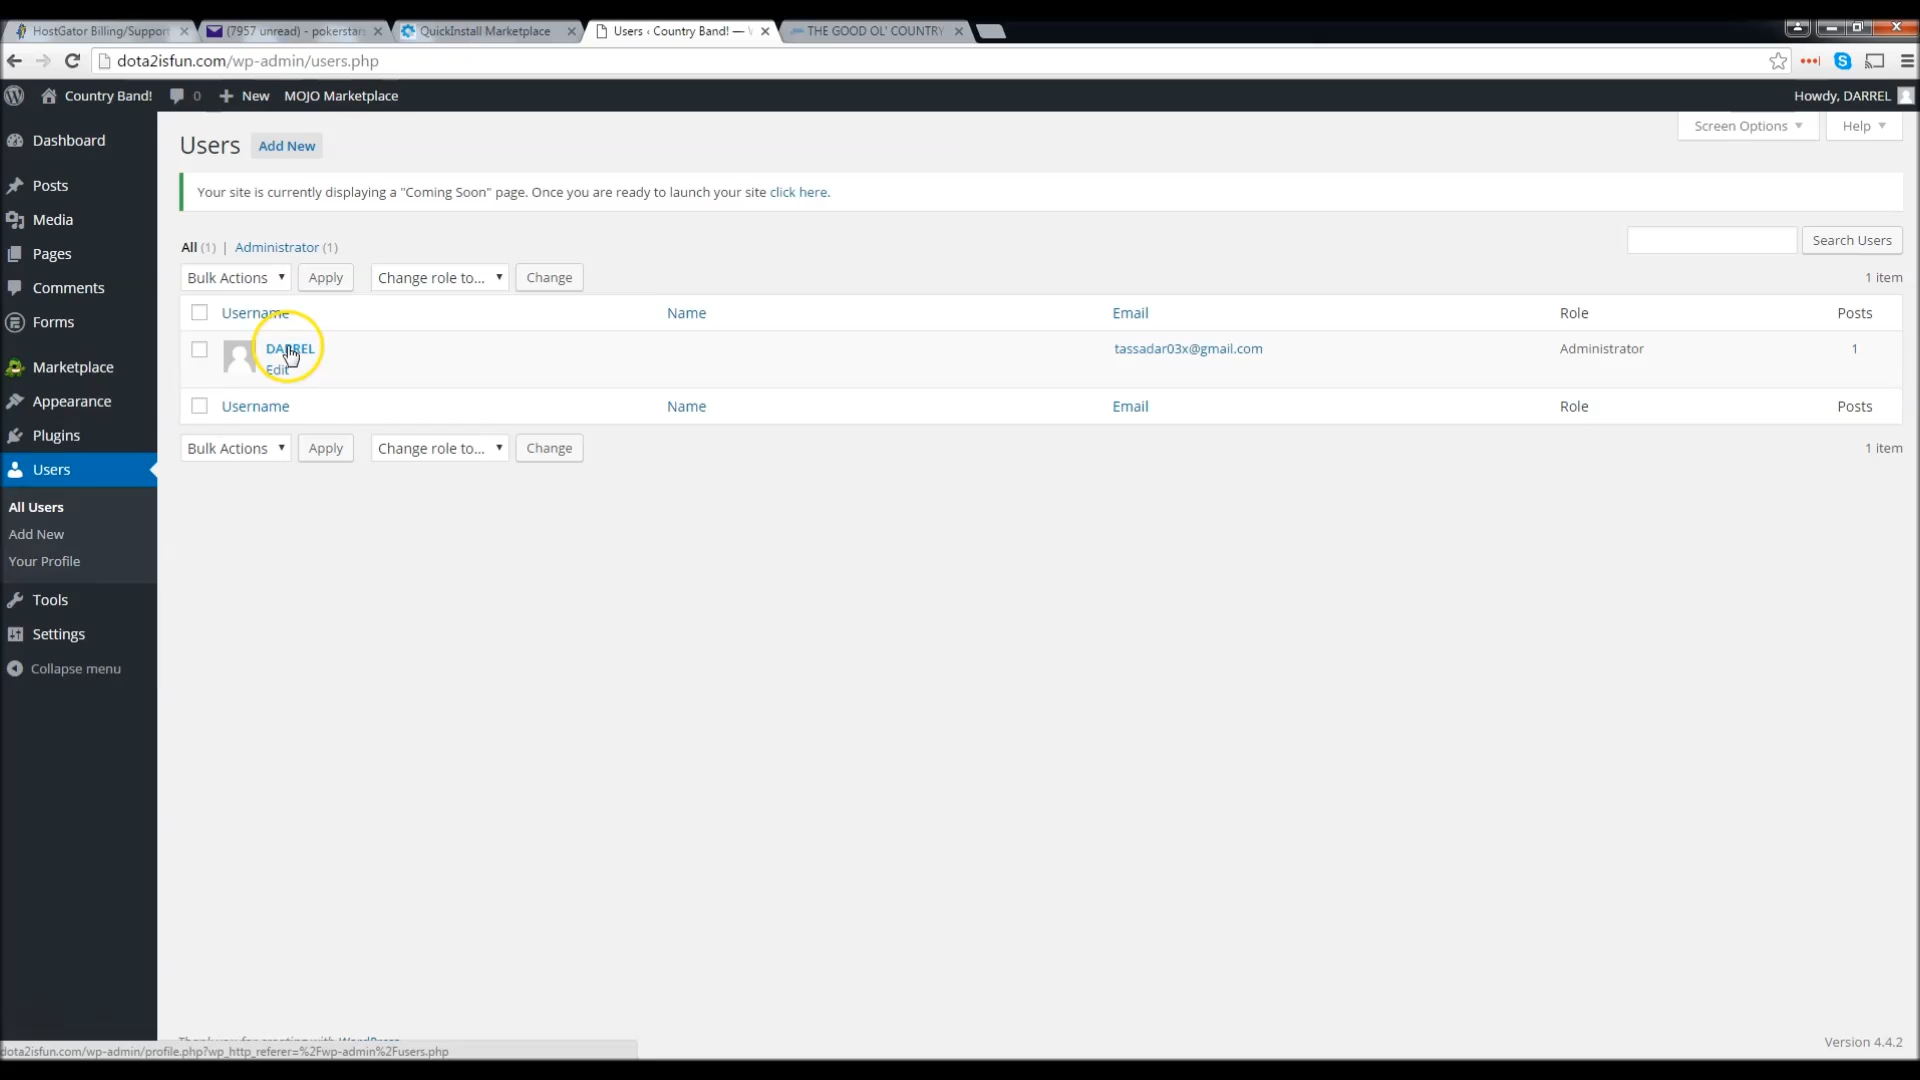 HostGator Billing/Support
(7957 unread) - pokerstar
QuickInstall Marketplace
Users ‹ Country Band! —
THE GOOD OL' COUNTRY
dota2isfun.com/wp-admin/users.php
Country Band!
0
New
MOJO Marketplace
Howdy, DARREL
Dashboard
Posts
Media
Pages
Comments
Forms
Marketplace
Appearance
Plugins
Users
All Users
Add New
Your Profile
Tools
Settings
Collapse menu
Users
Add New
Screen Options
Help
Your site is currently displaying a "Coming Soon" page. Once you are ready to launch your site click here.
All (1) | Administrator (1)
Search Users
Bulk Actions
Apply
Change role to...
Change
1 item
Username
Name
Email
Role
Posts
DARREL
tassadar03x@gmail.com
Administrator
1
Edit
Username
Name
Email
Role
Posts
Bulk Actions
Apply
Change role to...
Change
1 item
dota2isfun.com/wp-admin/profile.php?wp_http_referer=%2Fwp-admin%2Fusers.php
Version 4.4.2